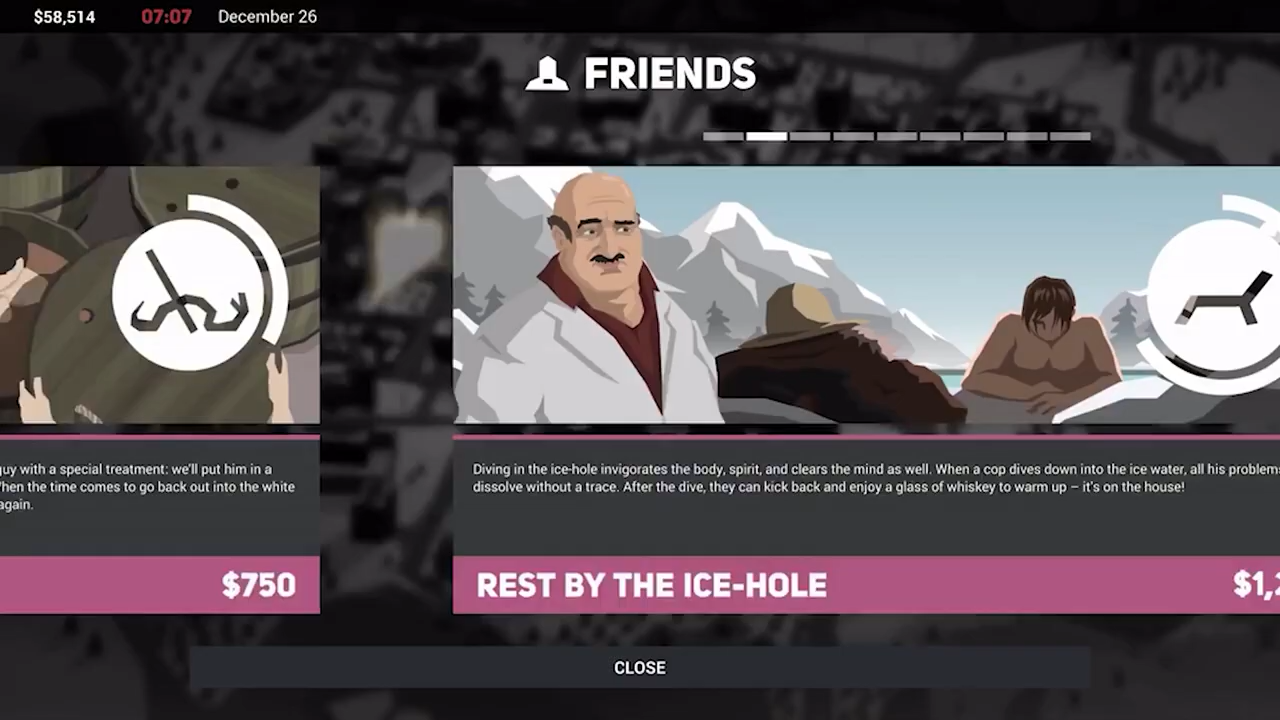 $58,514 07:07 December 26
FRIENDS
guy with a special treatment: we'll put him in a
When the time comes to go back out into the white
again.
$750
Diving in the ice-hole invigorates the body, spirit, and clears the mind as well. When a cop dives down into the ice water, all his problems
dissolve without a trace. After the dive, they can kick back and enjoy a glass of whiskey to warm up – it's on the house!
REST BY THE ICE-HOLE
$1,2
CLOSE